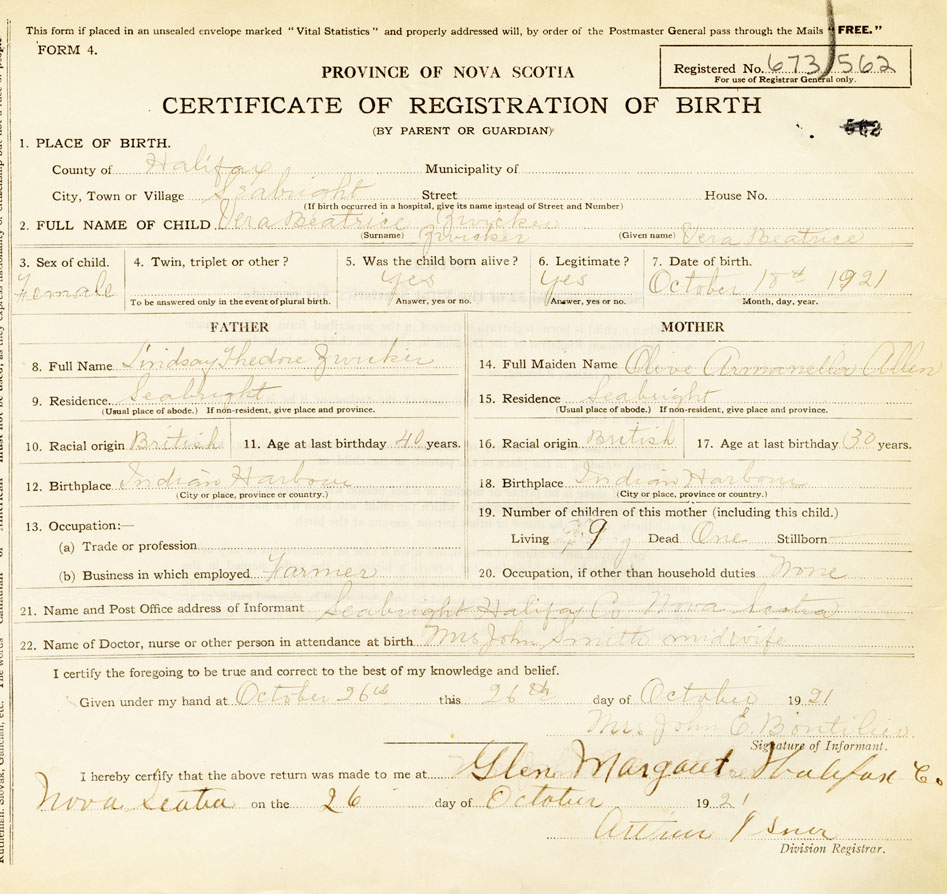 This form if placed in an unsealed envelope marked "Vital Statistics" and properly addressed will, by order of the Postmaster General pass through the Mails "FREE."
FORM 4.
Registered No. 673562
For use of Registrar General only.
PROVINCE OF NOVA SCOTIA
CERTIFICATE OF REGISTRATION OF BIRTH
(BY PARENT OR GUARDIAN)
1. PLACE OF BIRTH.
County of Halifax Municipality of
City, Town or Village Seabright Street House No.
(If birth occurred in a hospital, give its name instead of Street and Number)
2. FULL NAME OF CHILD Vera Beatrice Zwicker
(Surname) Zwicker (Given name) Vera Beatrice
3. Sex of child. 4. Twin, triplet or other? 5. Was the child born alive? 6. Legitimate? 7. Date of birth.
Female Yes Yes October 18th 1921
To be answered only in the event of plural birth. Answer, yes or no. Answer, yes or no. Month, day, year.
FATHER
8. Full Name Lindsay Thedore Zwicker
9. Residence Seabright
(Usual place of abode.) If non-resident, give place and province.
10. Racial origin British 11. Age at last birthday 40 years.
12. Birthplace Indian Harbour
(City or place, province or country.)
13. Occupation:—
(a) Trade or profession
(b) Business in which employed Farmer
MOTHER
14. Full Maiden Name Olive Armanella Allen
15. Residence Seabright
(Usual place of abode.) If non-resident, give place and province.
16. Racial origin British 17. Age at last birthday (30 years.
18. Birthplace Indian Harbour
(City or place, province or country.)
19. Number of children of this mother (including this child.)
Living 9 Dead One Stillborn
20. Occupation, if other than household duties None
21. Name and Post Office address of Informant Seabright Halifax Co Nova Scotia
22. Name of Doctor, nurse or other person in attendance at birth Mrs John Smith midwife
I certify the foregoing to be true and correct to the best of my knowledge and belief.
Given under my hand at October 26th this 26th day of October 1921
Mrs John E. Bontilier
Signature of Informant.
I hereby certify that the above return was made to me at Glen Margaret Halifax C.
Nova Scotia on the 26 day of October 1921
Arthur
Division Registrar.